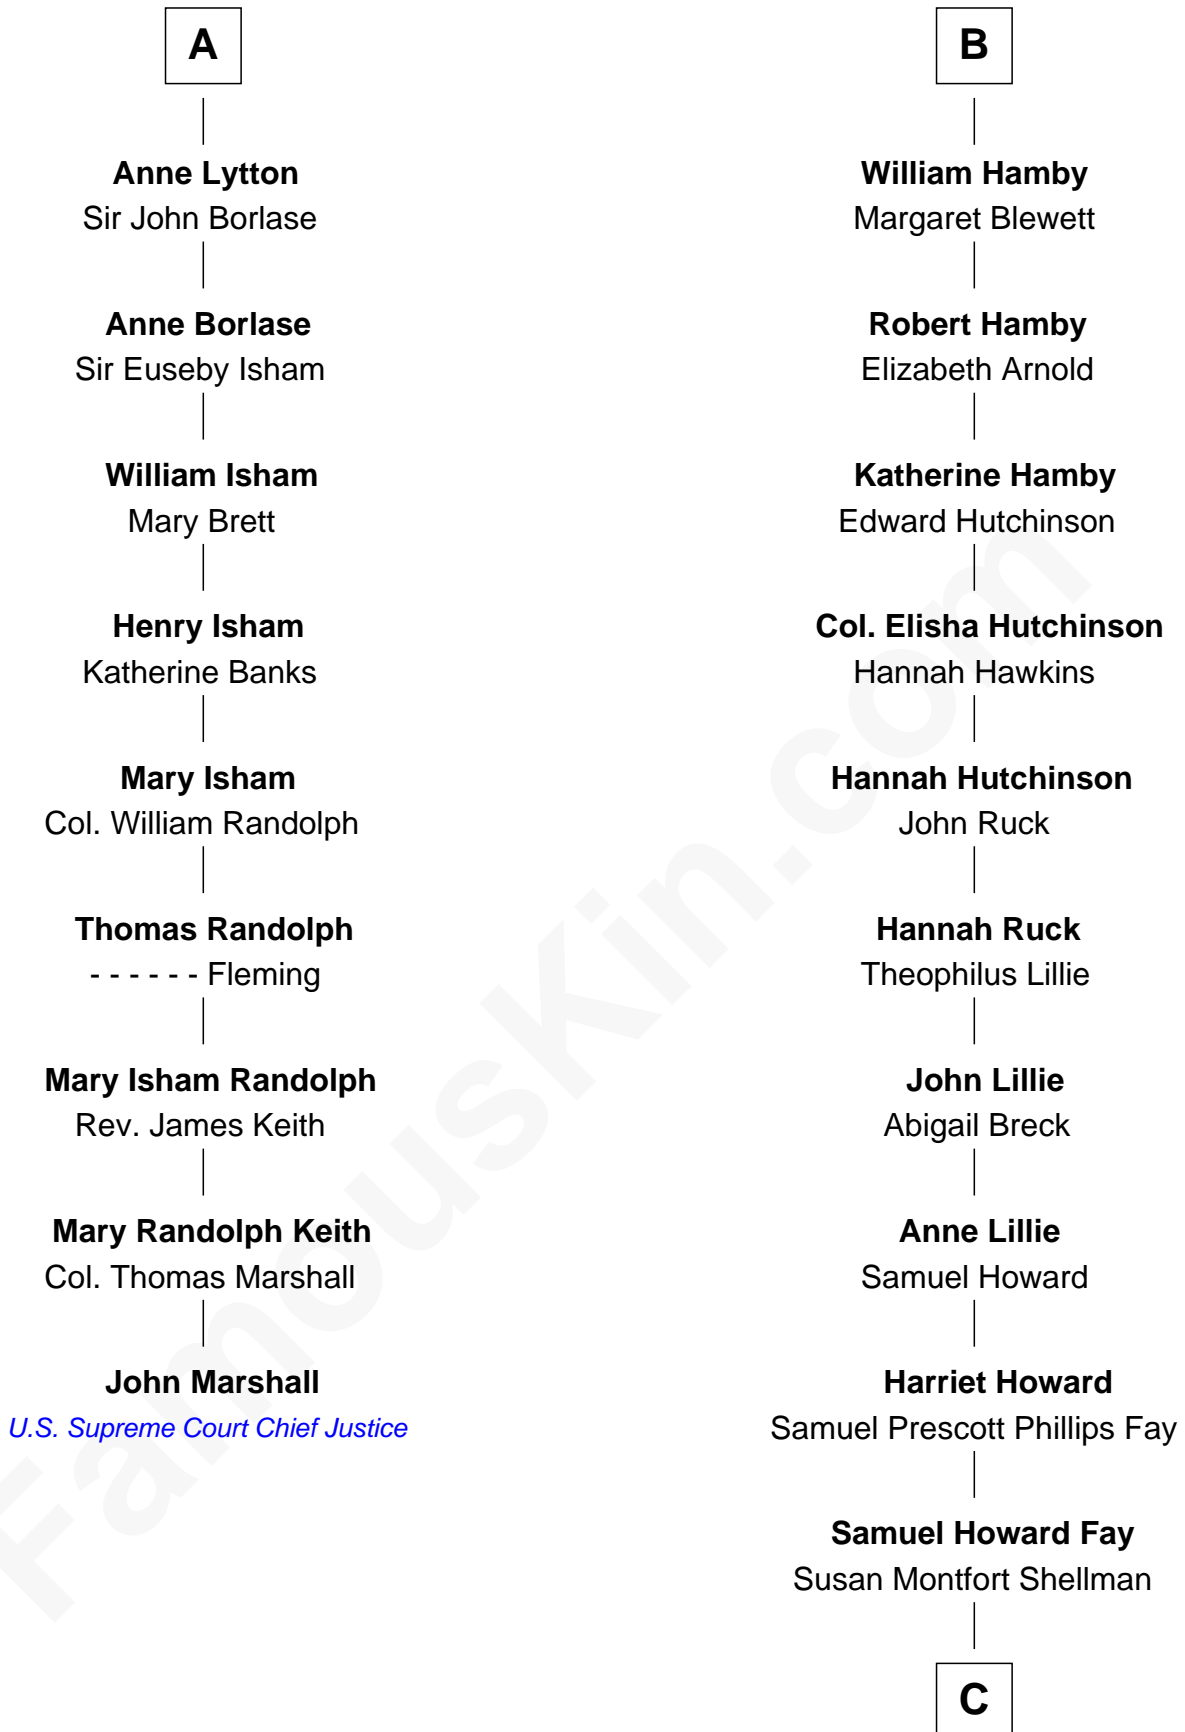 A
Anne Lytton
Sir John Borlase
Anne Borlase
Sir Euseby Isham
William Isham
Mary Brett
Henry Isham
Katherine Banks
Mary Isham
Col. William Randolph
Thomas Randolph
- - - - - - Fleming
Mary Isham Randolph
Rev. James Keith
Mary Randolph Keith
Col. Thomas Marshall
John Marshall
U.S. Supreme Court Chief Justice
B
William Hamby
Margaret Blewett
Robert Hamby
Elizabeth Arnold
Katherine Hamby
Edward Hutchinson
Col. Elisha Hutchinson
Hannah Hawkins
Hannah Hutchinson
John Ruck
Hannah Ruck
Theophilus Lillie
John Lillie
Abigail Breck
Anne Lillie
Samuel Howard
Harriet Howard
Samuel Prescott Phillips Fay
Samuel Howard Fay
Susan Montfort Shellman
C
FamousKin.com